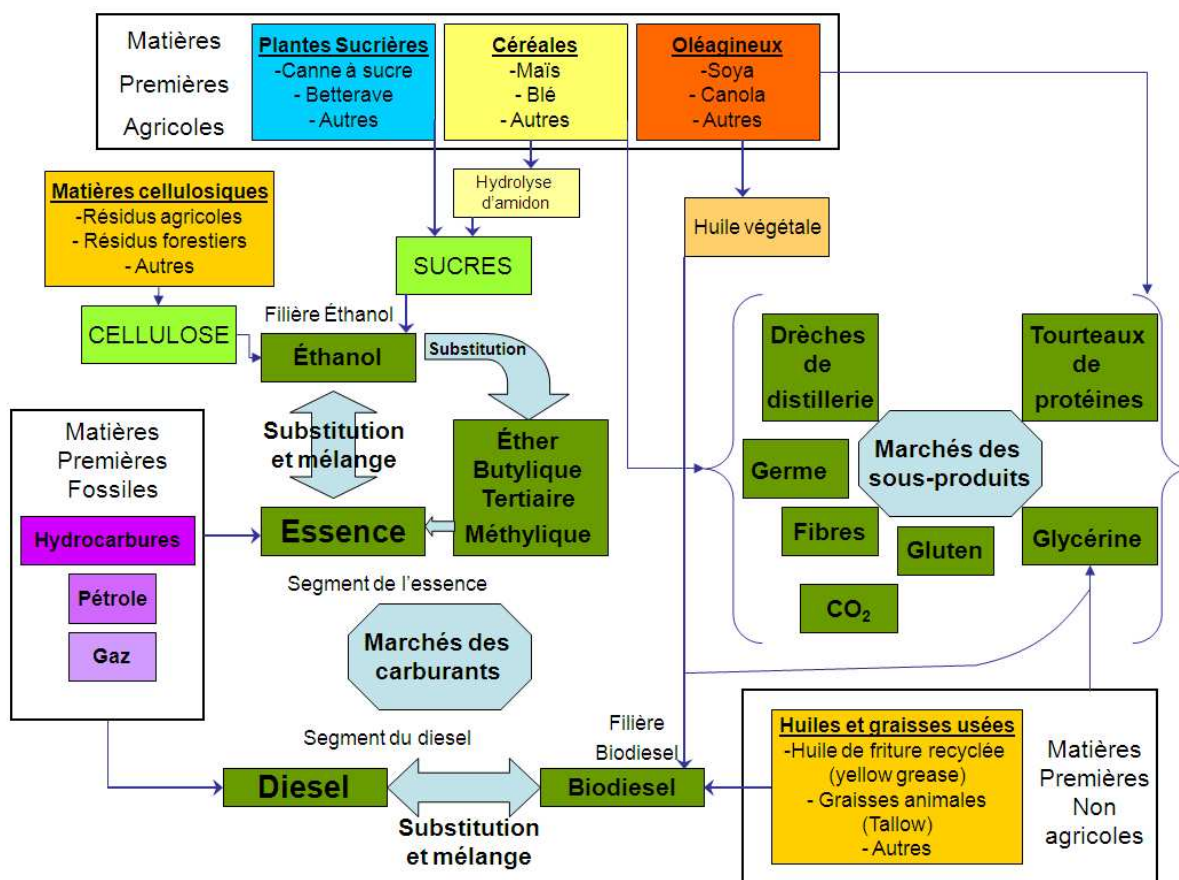 Matières
Premières
Agricoles
Plantes Sucrières
-Canne à sucre
- Betterave
- Autres
Céréales
-Maïs
- Blé
- Autres
Oléagineux
-Soya
- Canola
- Autres
Matières cellulosiques
-Résidus agricoles
- Résidus forestiers
- Autres
Hydrolyse
d'amidon
Huile végétale
SUCRES
CELLULOSE
Filière Éthanol
Éthanol
Substitution
Substitution
et mélange
Éther
Butylique
Tertiaire
Méthylique
Matières
Premières
Fossiles
Hydrocarbures
Pétrole
Gaz
Essence
Segment de l'essence
Marchés des
carburants
Segment du diesel
Diesel
Substitution
et mélange
Filière
Biodiesel
Biodiesel
Drèches
de
distillerie
Tourteaux
de
protéines
Marchés des
sous-produits
Germe
Fibres
Gluten
Glycérine
CO₂
Huiles et graisses usées
-Huile de friture recyclée
(yellow grease)
- Graisses animales
(Tallow)
- Autres
Matières
Premières
Non
agricoles